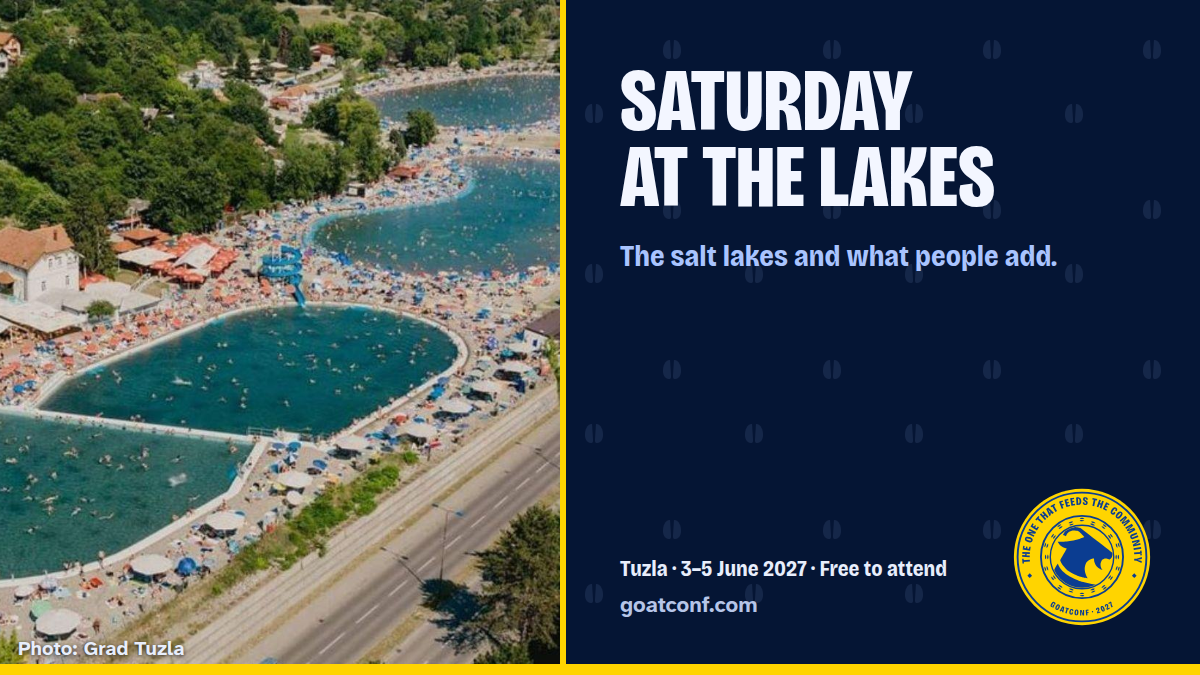 SATURDAY
AT THE LAKES
The salt lakes and what people add.
Tuzla · 3–5 June 2027 · Free to attend
goatconf.com
THE ONE THAT FEEDS THE COMMUNITY
GOATCONF · 2027
Photo: Grad Tuzla